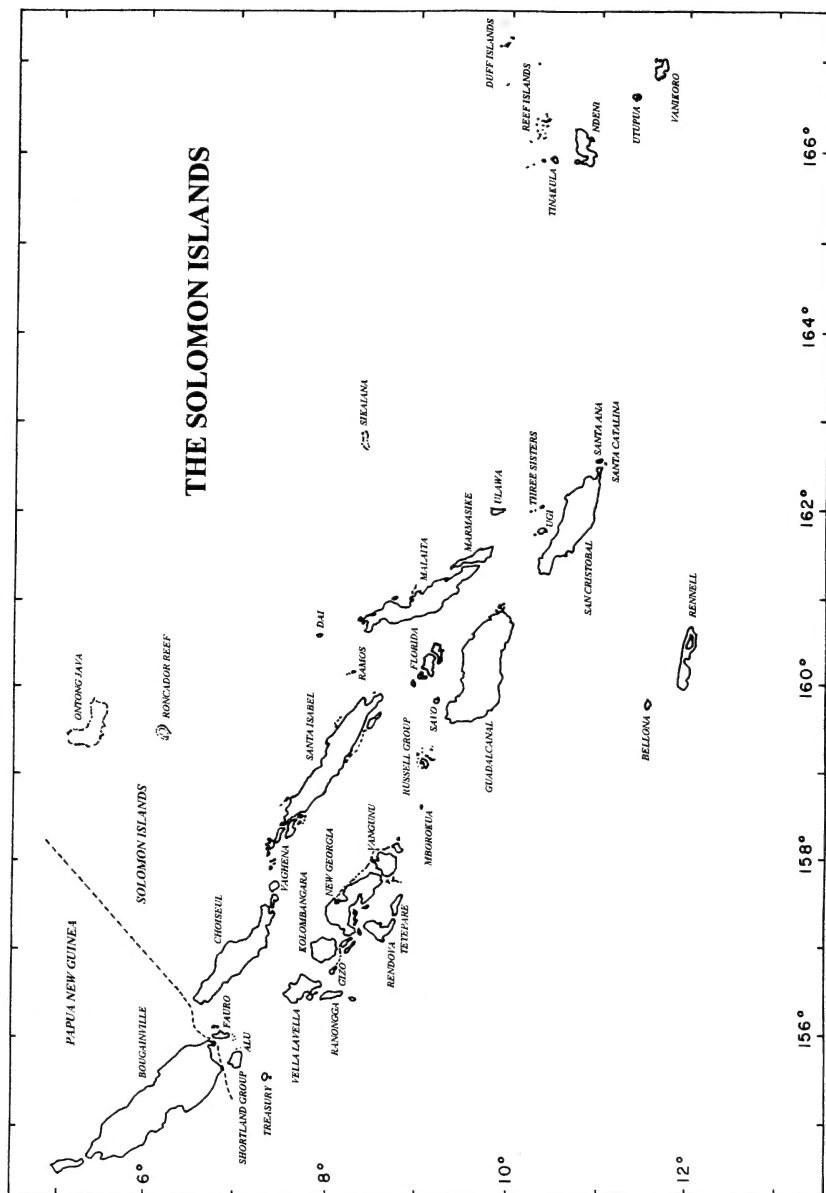 THE SOLOMON ISLANDS
PAPUA NEW GUINEA
SOLOMON ISLANDS
ONTONG JAVA
RONCADOR REEF
BOUGAINVILLE
SHORTLAND GROUP
FAURO
ALU
TREASURY
CHOISEUL
VAGHENA
VELLA LAVELLA
RANONGGA
KOLOMBANGARA
GIZO
NEW GEORGIA
VANGUNU
RENDOVA
TETEPARE
SANTA ISABEL
RAMOS
DAI
MALAITA
MARMASIKE
SIKAIANA
RUSSELL GROUP
MBOROKUA
SAVO
FLORIDA
GUADALCANAL
ULAWA
THREE SISTERS
UGI
SAN CRISTOBAL
SANTA ANA
SANTA CATALINA
BELLONA
RENNELL
DUFF ISLANDS
REEF ISLANDS
TINAKULA
NDENI
UTUPUA
VANIKORO
6°
8°
10°
12°
156°
158°
160°
162°
164°
166°